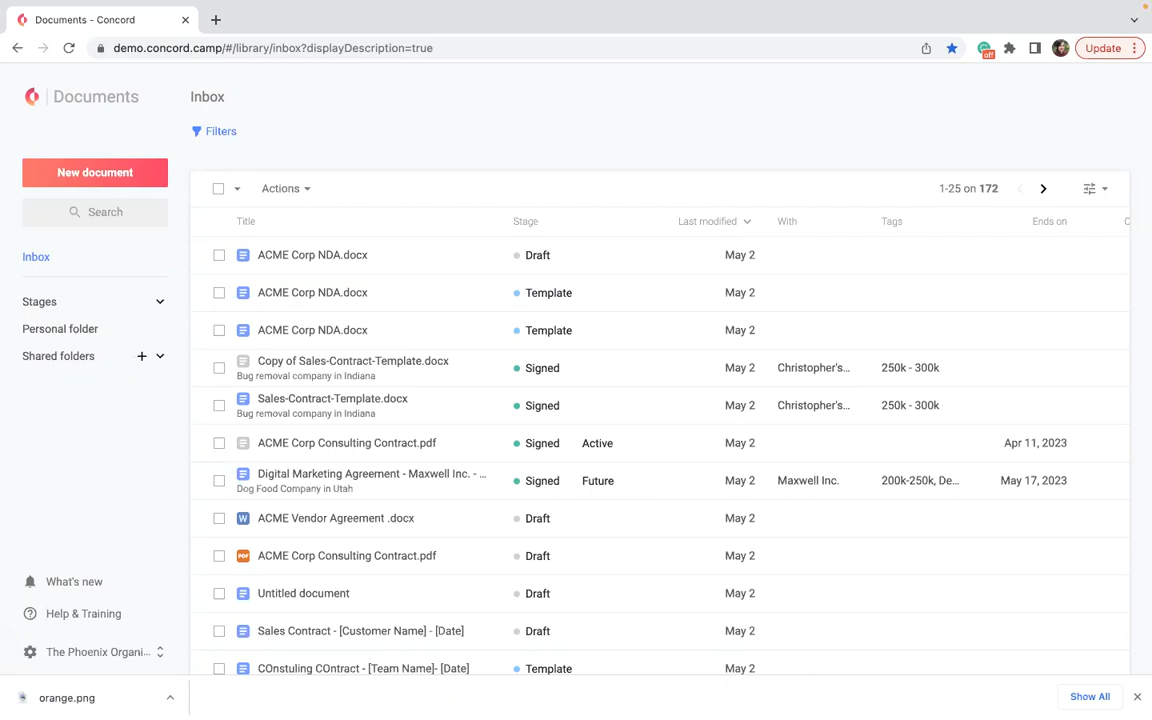 Documents - Concord
demo.concord.camp/#/library/inbox?displayDescription=true
off
Update
Documents
Inbox
Filters
New document
Search
Inbox
Stages
Personal folder
Shared folders
What's new
Help & Training
The Phoenix Organi...
Actions
1-25 on 172
Title Stage Last modified With Tags Ends on C
ACME Corp NDA.docx Draft May 2
ACME Corp NDA.docx Template May 2
ACME Corp NDA.docx Template May 2
Copy of Sales-Contract-Template.docx Signed May 2 Christopher's... 250k - 300k
Bug removal company in Indiana
Sales-Contract-Template.docx Signed May 2 Christopher's... 250k - 300k
Bug removal company in Indiana
ACME Corp Consulting Contract.pdf Signed Active May 2 Apr 11, 2023
Digital Marketing Agreement - Maxwell Inc. - ... Signed Future May 2 Maxwell Inc. 200k-250k, De... May 17, 2023
Dog Food Company in Utah
W ACME Vendor Agreement .docx Draft May 2
PDF ACME Corp Consulting Contract.pdf Draft May 2
Untitled document Draft May 2
Sales Contract - [Customer Name] - [Date] Draft May 2
COnstuling COntract - [Team Name]- [Date] Template May 2
orange.png
Show All